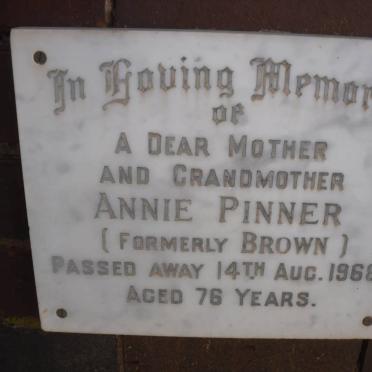 In Loving Memor
of
A DEAR MOTHER
AND GRANDMOTHER
ANNIE PINNER
( FORMERLY BROWN )
PASSED AWAY 14TH AUG. 1968
AGED 76 YEARS.